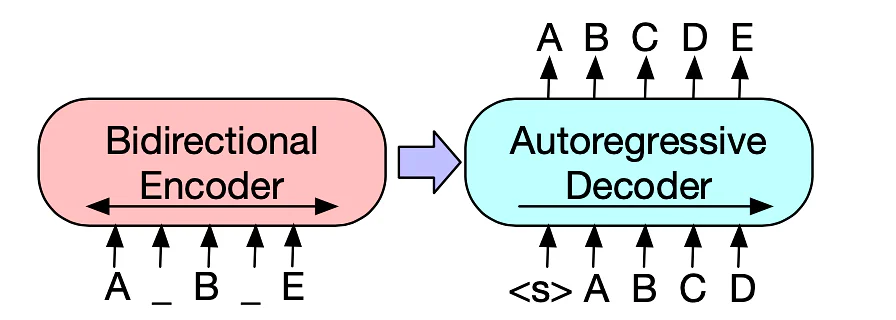 A B C D E
Bidirectional
Encoder
Autoregressive
Decoder
A _ B _ E
<s> A B C D